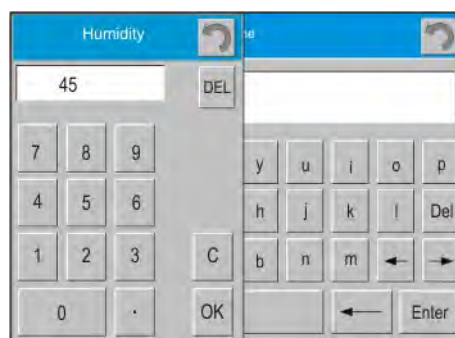 Humidity
ne
45
DEL
7 8 9
y u i o p
4 5 6
h j k l Del
1 2 3 C
b n m
0 . OK
Enter